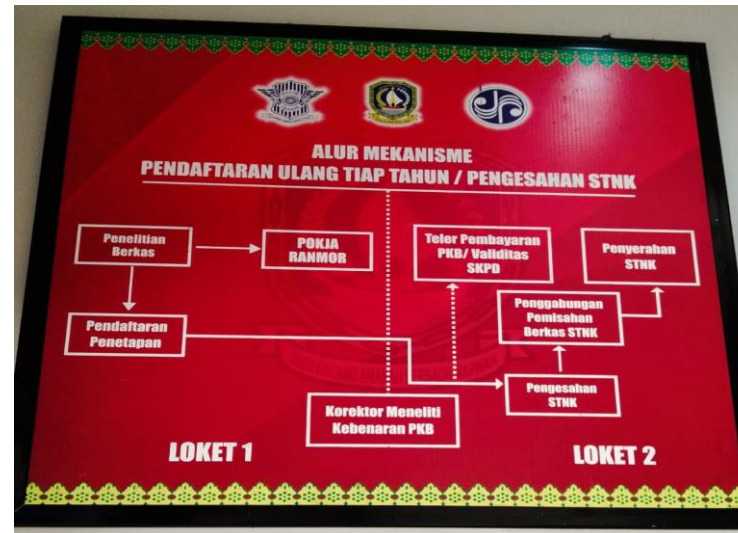 ALUR MEKANISME
PENDAFTARAN ULANG TIAP TAHUN / PENGESAHAN STNK
Penelitian
Berkas
POKJA
RANMOR
Teler Pembayaran
PKB/ Validitas
SKPD
Penyerahan
STNK
Pendaftaran
Penetapan
Penggabungan
Pemisahan
Berkas STNK
Pengesahan
STNK
Korektor Meneliti
Kebenaran PKB
LOKET 1
LOKET 2